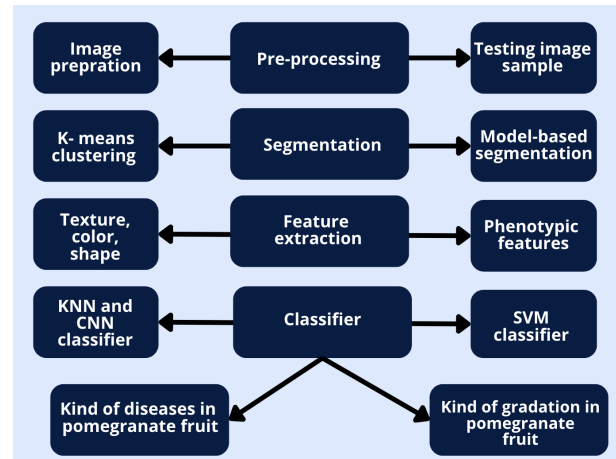 Image
prepration
Pre-processing
Testing image
sample
K- means
clustering
Segmentation
Model-based
segmentation
Texture,
color,
shape
Feature
extraction
Phenotypic
features
KNN and
CNN
classifier
Classifier
SVM
classifier
Kind of diseases in
pomegranate fruit
Kind of gradation in
pomegranate
fruit